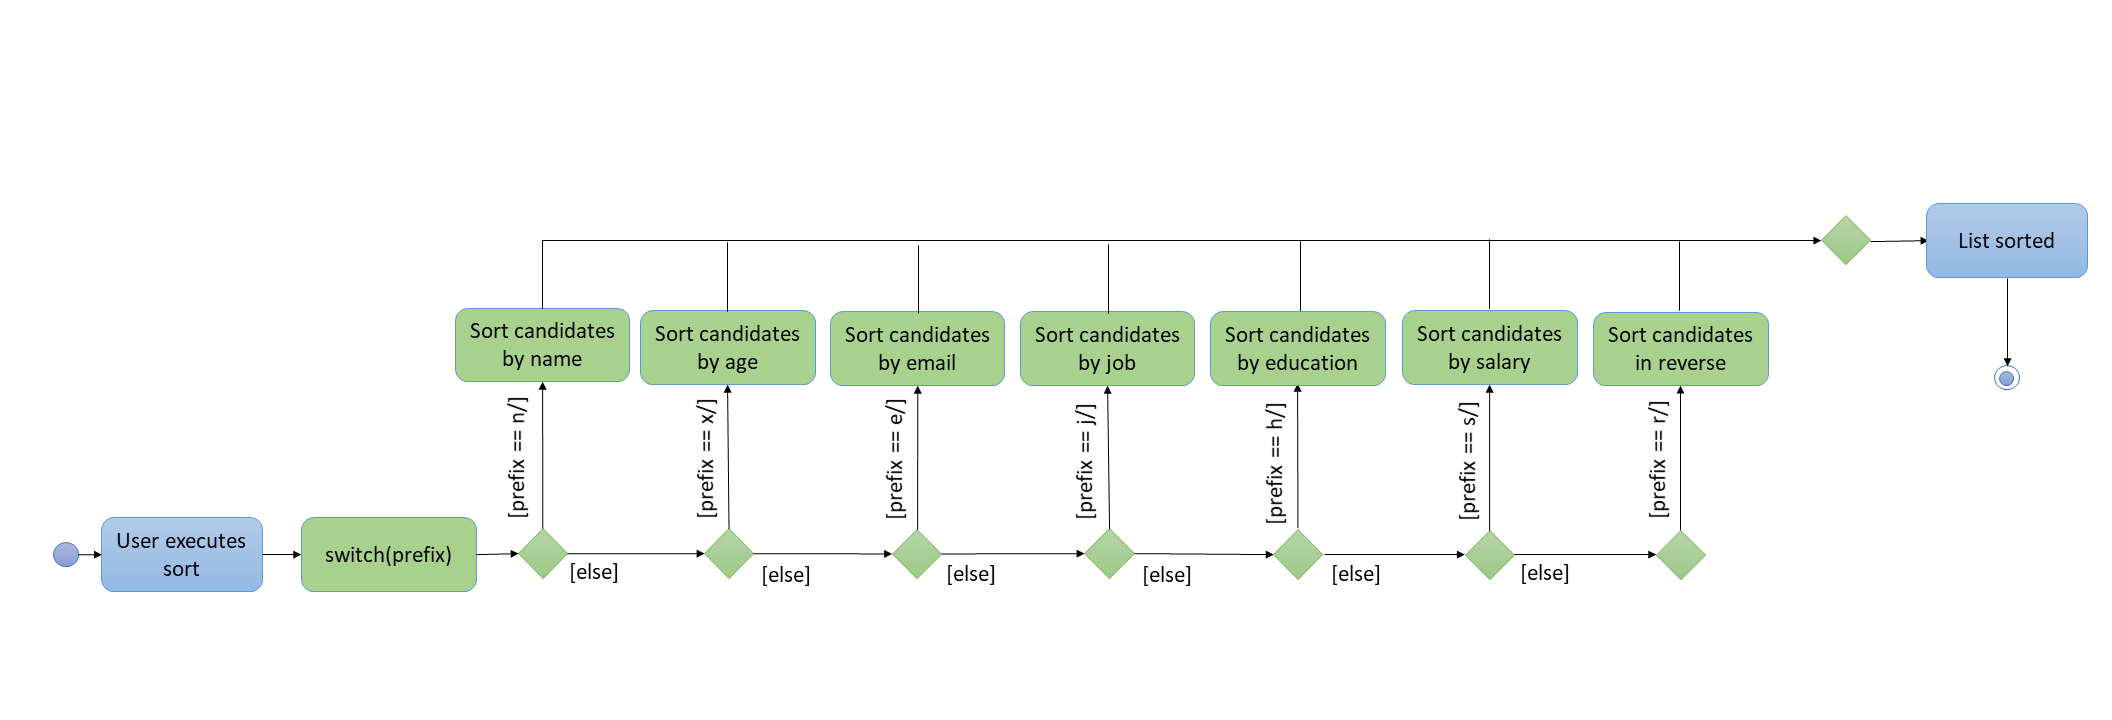 List sorted
Sort candidates
by name
Sort candidates
by age
Sort candidates
by email
Sort candidates
by job
Sort candidates
by education
Sort candidates
by salary
Sort candidates
in reverse
[prefix == n/]
[prefix == x/]
[prefix == e/]
[prefix == j/]
[prefix == h/]
[prefix == s/]
[prefix == r/]
User executes
sort
switch(prefix)
[else]
[else]
[else]
[else]
[else]
[else]